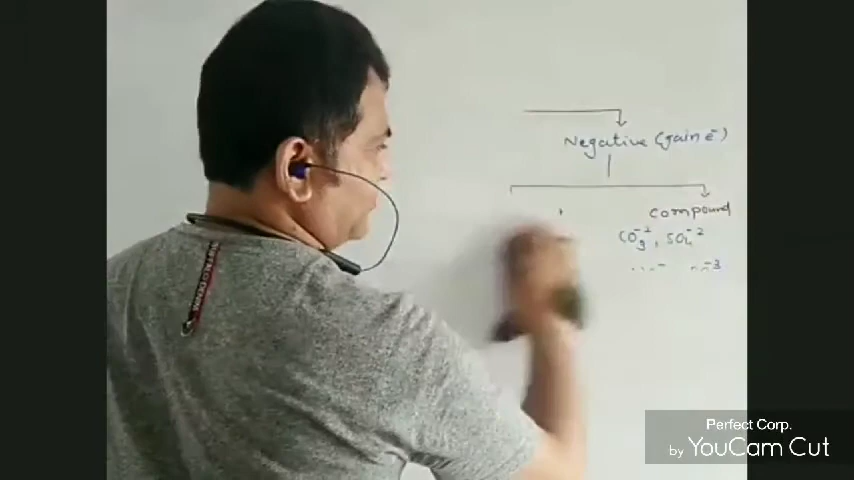 Negative (gain e⁻)
compound
CO₃⁻², SO₄⁻²
Perfect Corp.
by YouCam Cut